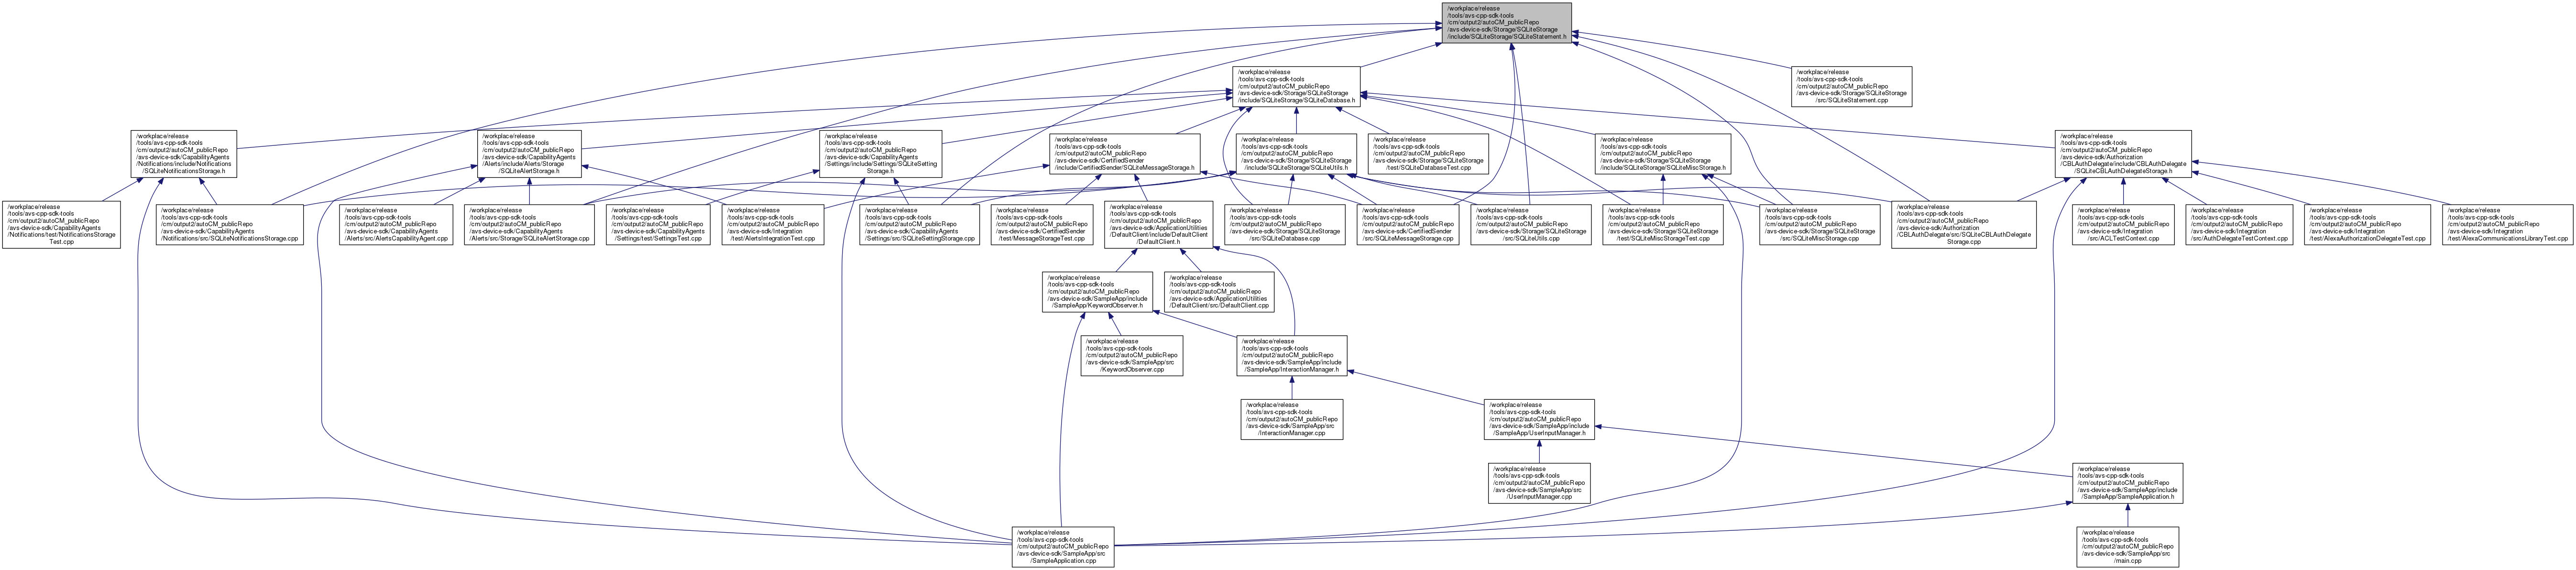 /workplace/release
/tools/avs-cpp-sdk-tools
/cm/output2/autoCM_publicRepo
/avs-device-sdk/Storage/SQLiteStorage
/include/SQLiteStorage/SQLiteStatement.h
/workplace/release
/tools/avs-cpp-sdk-tools
/cm/output2/autoCM_publicRepo
/avs-device-sdk/Storage/SQLiteStorage
/include/SQLiteStorage/SQLiteDatabase.h
/workplace/release
/tools/avs-cpp-sdk-tools
/cm/output2/autoCM_publicRepo
/avs-device-sdk/Storage/SQLiteStorage
/src/SQLiteStatement.cpp
/workplace/release
/tools/avs-cpp-sdk-tools
/cm/output2/autoCM_publicRepo
/avs-device-sdk/CapabilityAgents
/Notifications/include/Notifications
/SQLiteNotificationsStorage.h
/workplace/release
/tools/avs-cpp-sdk-tools
/cm/output2/autoCM_publicRepo
/avs-device-sdk/CapabilityAgents
/Alerts/include/Alerts/Storage
/SQLiteAlertStorage.h
/workplace/release
/tools/avs-cpp-sdk-tools
/cm/output2/autoCM_publicRepo
/avs-device-sdk/CapabilityAgents
/Settings/include/Settings/SQLiteSetting
Storage.h
/workplace/release
/tools/avs-cpp-sdk-tools
/cm/output2/autoCM_publicRepo
/avs-device-sdk/CertifiedSender
/include/CertifiedSender/SQLiteMessageStorage.h
/workplace/release
/tools/avs-cpp-sdk-tools
/cm/output2/autoCM_publicRepo
/avs-device-sdk/Storage/SQLiteStorage
/include/SQLiteStorage/SQLiteUtils.h
/workplace/release
/tools/avs-cpp-sdk-tools
/cm/output2/autoCM_publicRepo
/avs-device-sdk/Storage/SQLiteStorage
/test/SQLiteDatabaseTest.cpp
/workplace/release
/tools/avs-cpp-sdk-tools
/cm/output2/autoCM_publicRepo
/avs-device-sdk/Storage/SQLiteStorage
/include/SQLiteStorage/SQLiteMiscStorage.h
/workplace/release
/tools/avs-cpp-sdk-tools
/cm/output2/autoCM_publicRepo
/avs-device-sdk/Authorization
/CBLAuthDelegate/include/CBLAuthDelegate
/SQLiteCBLAuthDelegateStorage.h
/workplace/release
/tools/avs-cpp-sdk-tools
/cm/output2/autoCM_publicRepo
/avs-device-sdk/CapabilityAgents
/Notifications/test/NotificationsStorage
Test.cpp
/workplace/release
/tools/avs-cpp-sdk-tools
/cm/output2/autoCM_publicRepo
/avs-device-sdk/CapabilityAgents
/Notifications/src/SQLiteNotificationsStorage.cpp
/workplace/release
/tools/avs-cpp-sdk-tools
/cm/output2/autoCM_publicRepo
/avs-device-sdk/CapabilityAgents
/Alerts/src/AlertsCapabilityAgent.cpp
/workplace/release
/tools/avs-cpp-sdk-tools
/cm/output2/autoCM_publicRepo
/avs-device-sdk/CapabilityAgents
/Alerts/src/Storage/SQLiteAlertStorage.cpp
/workplace/release
/tools/avs-cpp-sdk-tools
/cm/output2/autoCM_publicRepo
/avs-device-sdk/CapabilityAgents
/Settings/test/SettingsTest.cpp
/workplace/release
/tools/avs-cpp-sdk-tools
/cm/output2/autoCM_publicRepo
/avs-device-sdk/Integration
/test/AlertsIntegrationTest.cpp
/workplace/release
/tools/avs-cpp-sdk-tools
/cm/output2/autoCM_publicRepo
/avs-device-sdk/CapabilityAgents
/Settings/src/SQLiteSettingStorage.cpp
/workplace/release
/tools/avs-cpp-sdk-tools
/cm/output2/autoCM_publicRepo
/avs-device-sdk/CertifiedSender
/test/MessageStorageTest.cpp
/workplace/release
/tools/avs-cpp-sdk-tools
/cm/output2/autoCM_publicRepo
/avs-device-sdk/ApplicationUtilities
/DefaultClient/include/DefaultClient
/DefaultClient.h
/workplace/release
/tools/avs-cpp-sdk-tools
/cm/output2/autoCM_publicRepo
/avs-device-sdk/Storage/SQLiteStorage
/src/SQLiteDatabase.cpp
/workplace/release
/tools/avs-cpp-sdk-tools
/cm/output2/autoCM_publicRepo
/avs-device-sdk/CertifiedSender
/src/SQLiteMessageStorage.cpp
/workplace/release
/tools/avs-cpp-sdk-tools
/cm/output2/autoCM_publicRepo
/avs-device-sdk/Storage/SQLiteStorage
/src/SQLiteUtils.cpp
/workplace/release
/tools/avs-cpp-sdk-tools
/cm/output2/autoCM_publicRepo
/avs-device-sdk/Storage/SQLiteStorage
/test/SQLiteMiscStorageTest.cpp
/workplace/release
/tools/avs-cpp-sdk-tools
/cm/output2/autoCM_publicRepo
/avs-device-sdk/Storage/SQLiteStorage
/src/SQLiteMiscStorage.cpp
/workplace/release
/tools/avs-cpp-sdk-tools
/cm/output2/autoCM_publicRepo
/avs-device-sdk/Authorization
/CBLAuthDelegate/src/SQLiteCBLAuthDelegate
Storage.cpp
/workplace/release
/tools/avs-cpp-sdk-tools
/cm/output2/autoCM_publicRepo
/avs-device-sdk/Integration
/src/ACLTestContext.cpp
/workplace/release
/tools/avs-cpp-sdk-tools
/cm/output2/autoCM_publicRepo
/avs-device-sdk/Integration
/src/AuthDelegateTestContext.cpp
/workplace/release
/tools/avs-cpp-sdk-tools
/cm/output2/autoCM_publicRepo
/avs-device-sdk/Integration
/test/AlexaAuthorizationDelegateTest.cpp
/workplace/release
/tools/avs-cpp-sdk-tools
/cm/output2/autoCM_publicRepo
/avs-device-sdk/Integration
/test/AlexaCommunicationsLibraryTest.cpp
/workplace/release
/tools/avs-cpp-sdk-tools
/cm/output2/autoCM_publicRepo
/avs-device-sdk/SampleApp/include
/SampleApp/KeywordObserver.h
/workplace/release
/tools/avs-cpp-sdk-tools
/cm/output2/autoCM_publicRepo
/avs-device-sdk/ApplicationUtilities
/DefaultClient/src/DefaultClient.cpp
/workplace/release
/tools/avs-cpp-sdk-tools
/cm/output2/autoCM_publicRepo
/avs-device-sdk/SampleApp/src
/KeywordObserver.cpp
/workplace/release
/tools/avs-cpp-sdk-tools
/cm/output2/autoCM_publicRepo
/avs-device-sdk/SampleApp/include
/SampleApp/InteractionManager.h
/workplace/release
/tools/avs-cpp-sdk-tools
/cm/output2/autoCM_publicRepo
/avs-device-sdk/SampleApp/src
/InteractionManager.cpp
/workplace/release
/tools/avs-cpp-sdk-tools
/cm/output2/autoCM_publicRepo
/avs-device-sdk/SampleApp/include
/SampleApp/UserInputManager.h
/workplace/release
/tools/avs-cpp-sdk-tools
/cm/output2/autoCM_publicRepo
/avs-device-sdk/SampleApp/src
/UserInputManager.cpp
/workplace/release
/tools/avs-cpp-sdk-tools
/cm/output2/autoCM_publicRepo
/avs-device-sdk/SampleApp/include
/SampleApp/SampleApplication.h
/workplace/release
/tools/avs-cpp-sdk-tools
/cm/output2/autoCM_publicRepo
/avs-device-sdk/SampleApp/src
/SampleApplication.cpp
/workplace/release
/tools/avs-cpp-sdk-tools
/cm/output2/autoCM_publicRepo
/avs-device-sdk/SampleApp/src
/main.cpp